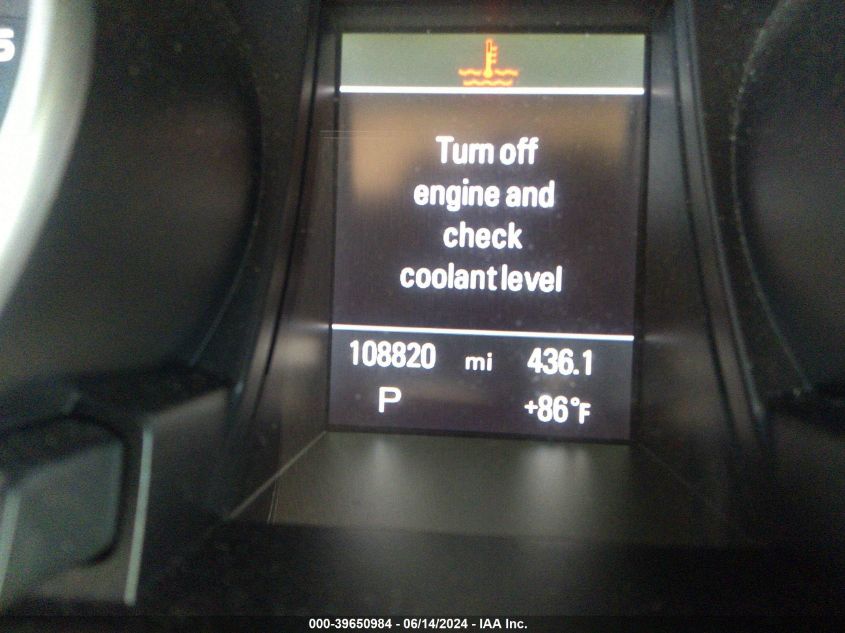 Turn off
engine and
check
coolant level
108820 mi 436.1
P +86°F
000-39650984 - 06/14/2024 - IAA Inc.